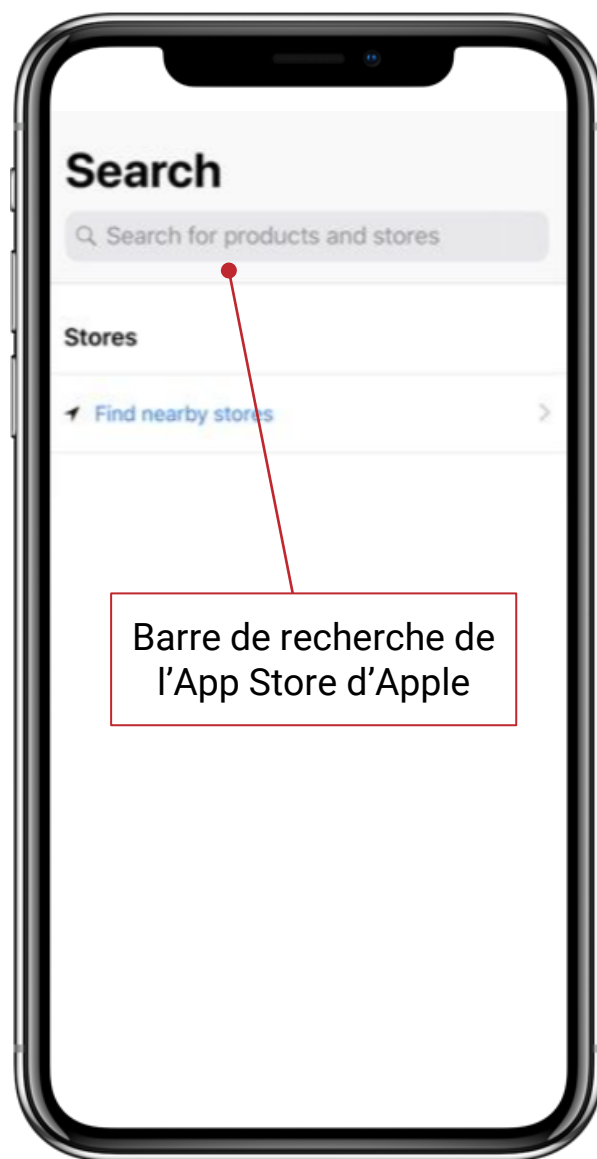 Search
Search for products and stores
Stores
Find nearby stores
Barre de recherche de
l’App Store d’Apple